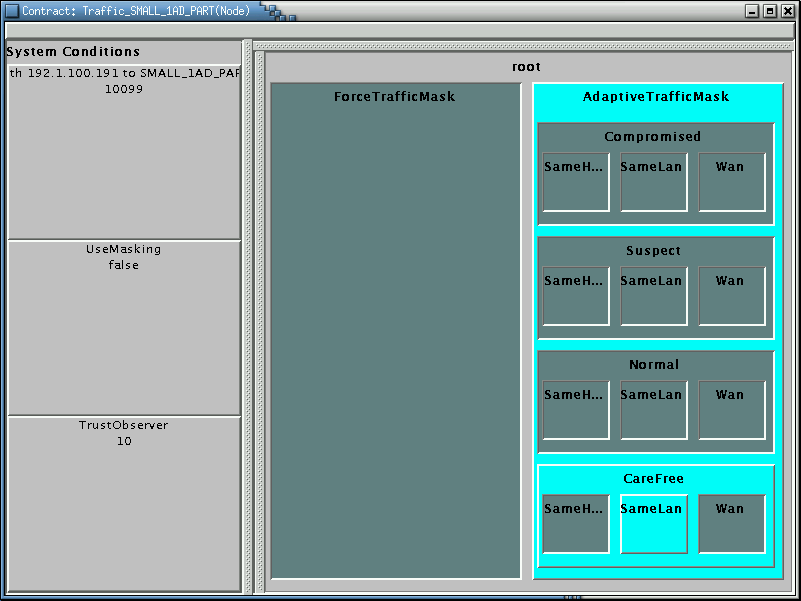 Contract: Traffic_SMALL_1AD_PART(Node)
System Conditions
th 192.1.100.191 to SMALL_1AD_PAR
10099
UseMasking
false
TrustObserver
10
root
ForceTrafficMask
AdaptiveTrafficMask
Compromised
SameH... SameLan Wan
Suspect
SameH... SameLan Wan
Normal
SameH... SameLan Wan
CareFree
SameH... SameLan Wan